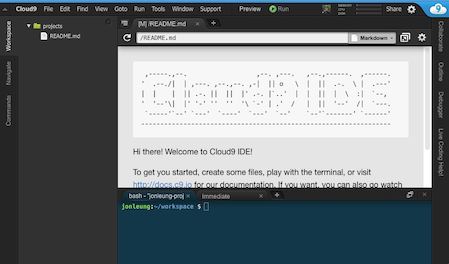 Cloud9 File Edit Find View Goto Run Tools Window Support Preview Run Share
Workspace
Navigate
Commands
projects
README.md
[M] /README.md
/README.md
Markdown
Hi there! Welcome to Cloud9 IDE!
To get you started, create some files, play with the terminal, or visit
http://docs.c9.io for our documentation. If you want, you can also go watch
bash - "jonleung-proj
Immediate
jonleung:~/workspace $
Collaborate
Outline
Debugger
Live Coding Help!